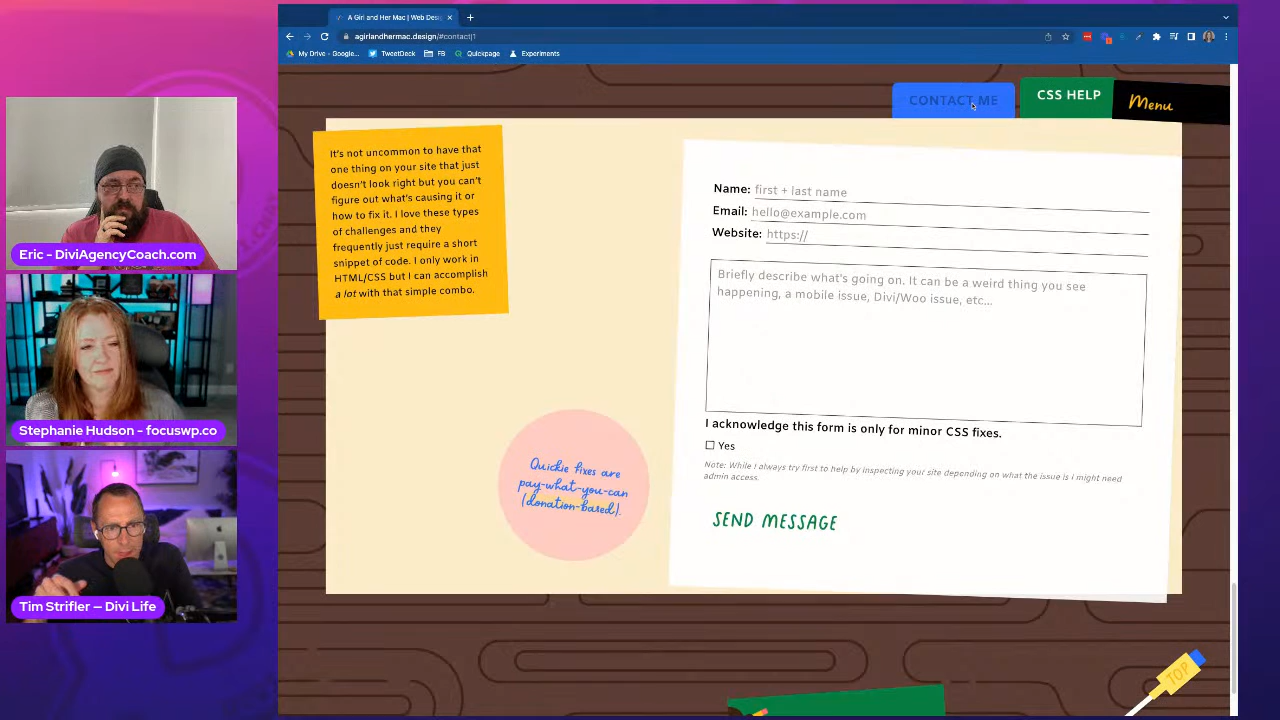 A Girl and Her Mac | Web Desi
agirlandhermac.design/#contact|1
My Drive - Google...
TweetDeck
FB
Quickpage
Experiments
CONTACT ME
CSS HELP
Menu
It's not uncommon to have that
one thing on your site that just
doesn't look right but you can't
figure out what's causing it or
how to fix it. I love these types
of challenges and they
frequently just require a short
snippet of code. I only work in
HTML/CSS but I can accomplish
a lot with that simple combo.
Quickie fixes are
pay-what-you-can
(donation-based).
Name: first + last name
Email: hello@example.com
Website: https://
Briefly describe what's going on. It can be a weird thing you see
happening, a mobile issue, Divi/Woo issue, etc...
I acknowledge this form is only for minor CSS fixes.
Yes
Note: While I always try first to help by inspecting your site depending on what the issue is i might need
admin access.
SEND MESSAGE
TOP
Eric - DiviAgencyCoach.com
Stephanie Hudson - focuswp.co
Tim Strifler — Divi Life